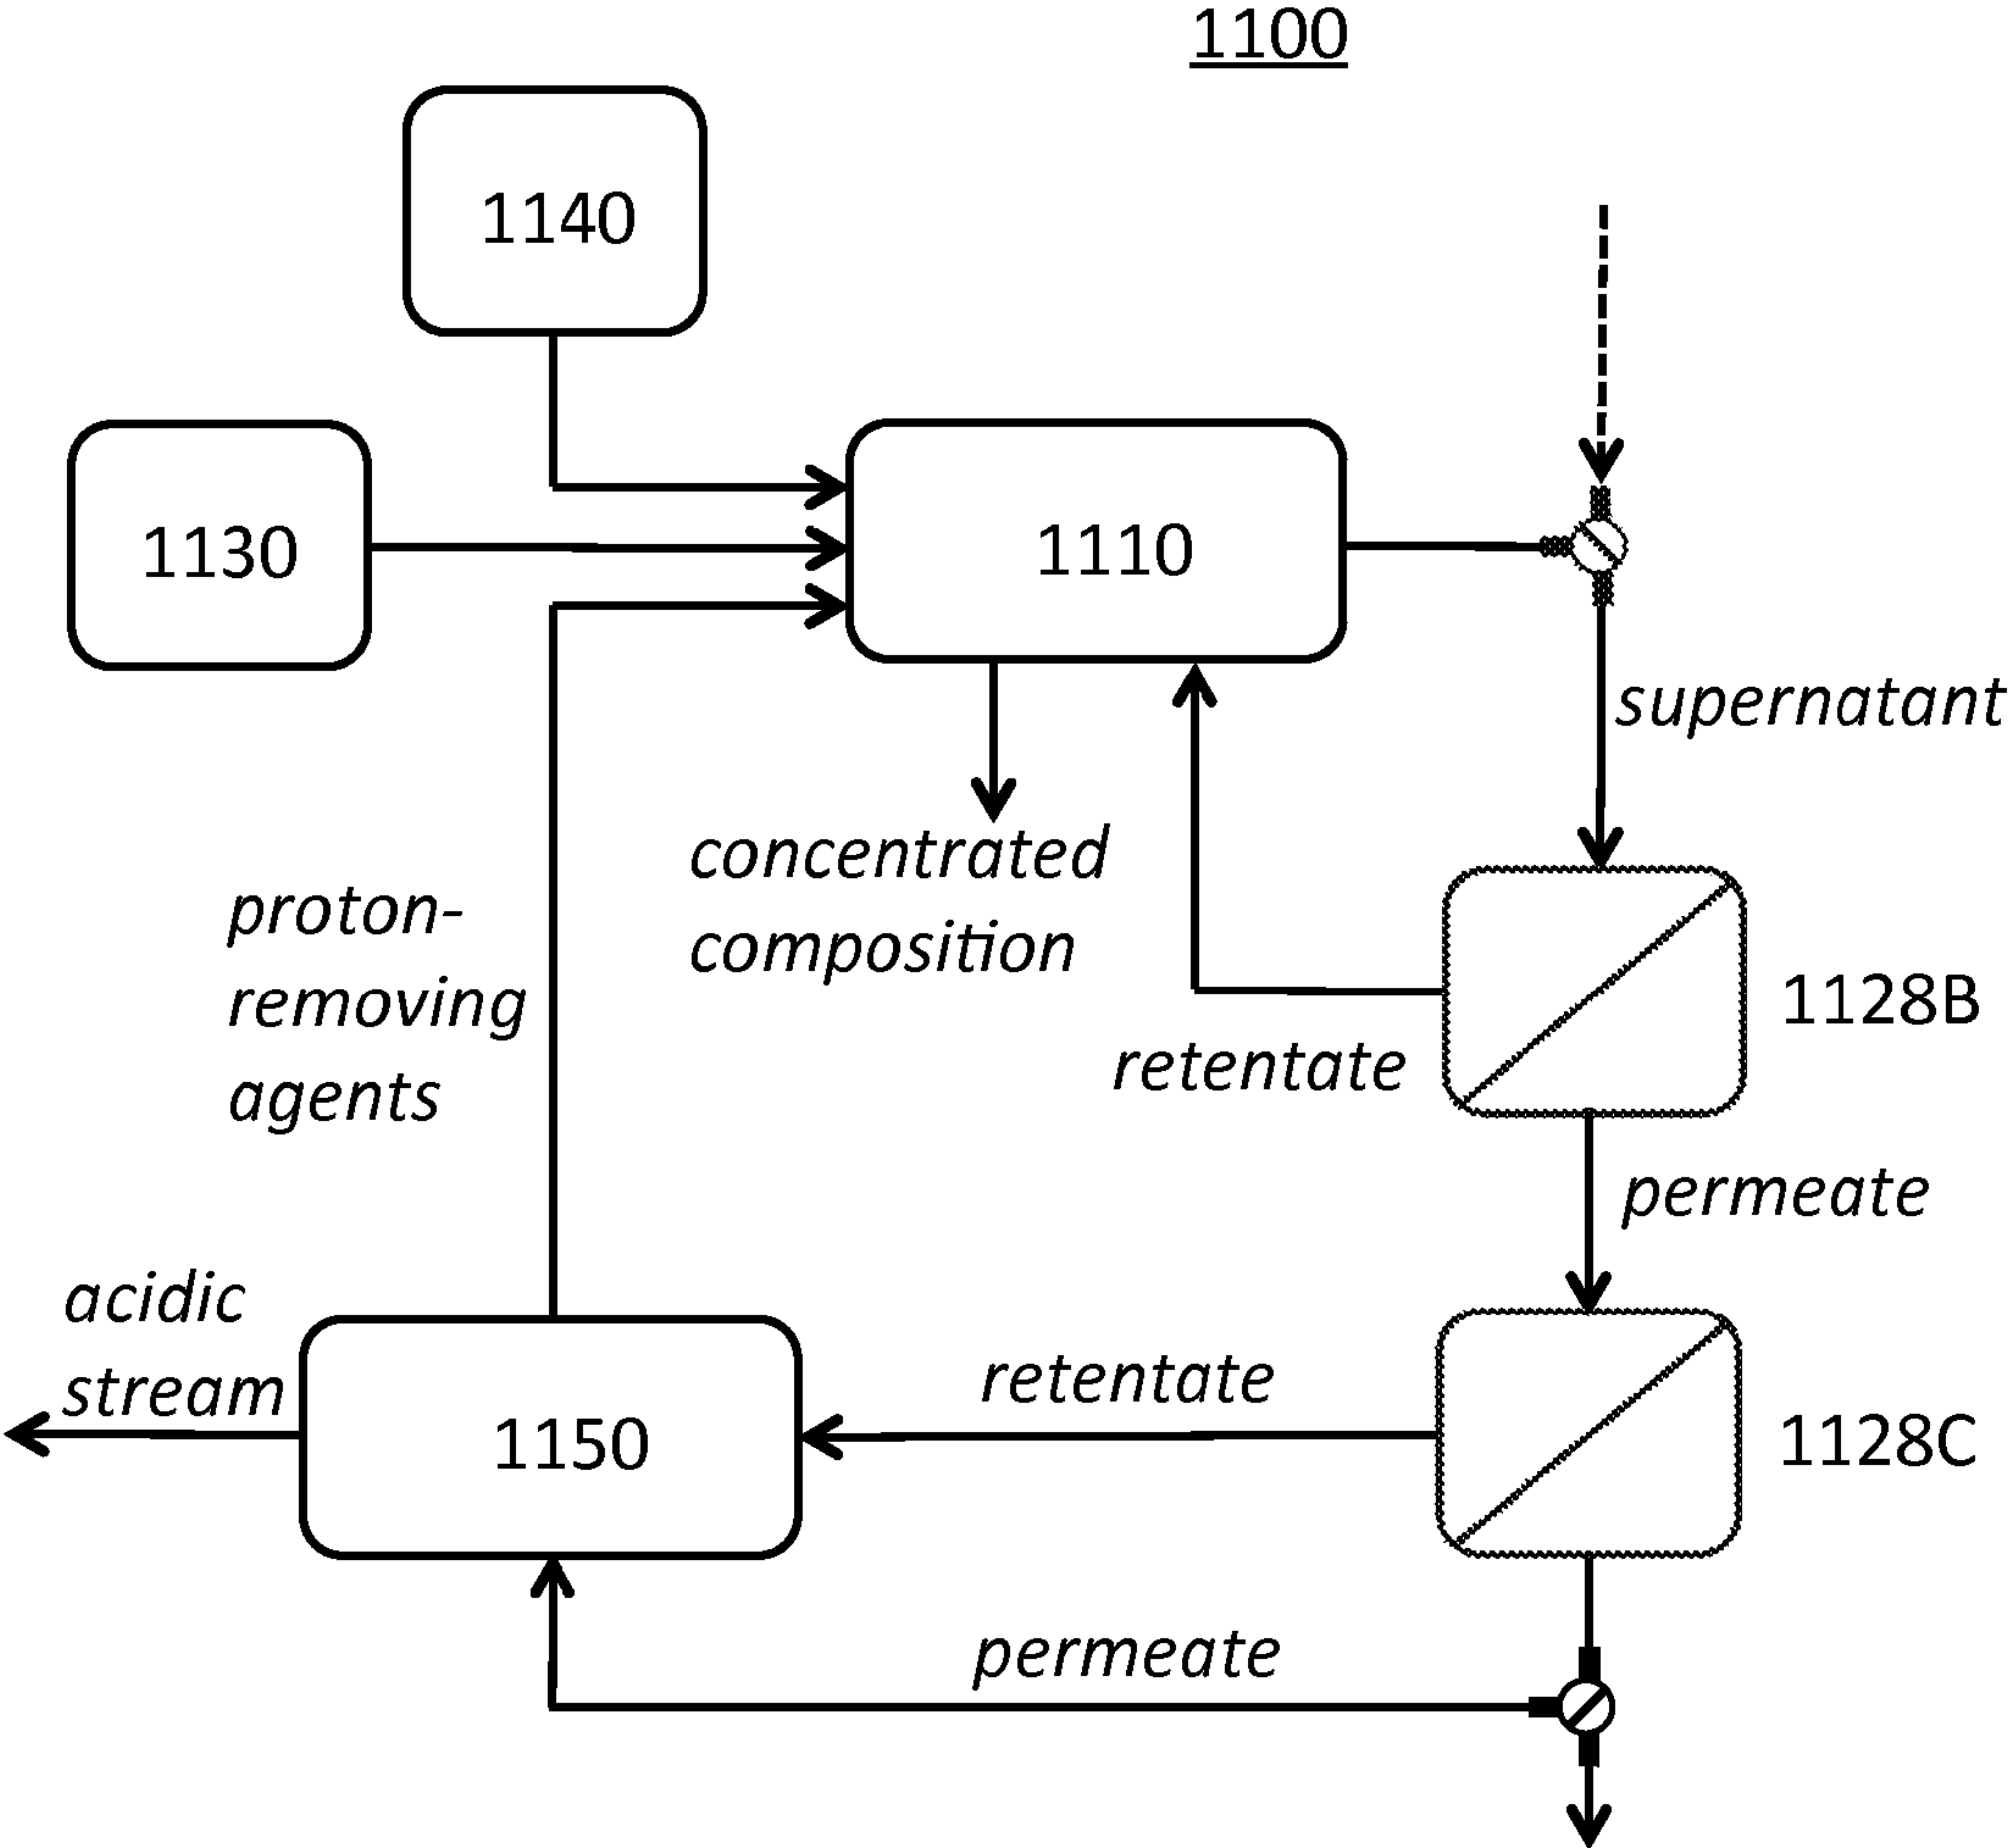 1100
1140
1130
1110
supernatant
concentrated
composition
proton-
removing
agents
retentate
1128B
permeate
acidic
stream
1150
retentate
1128C
permeate